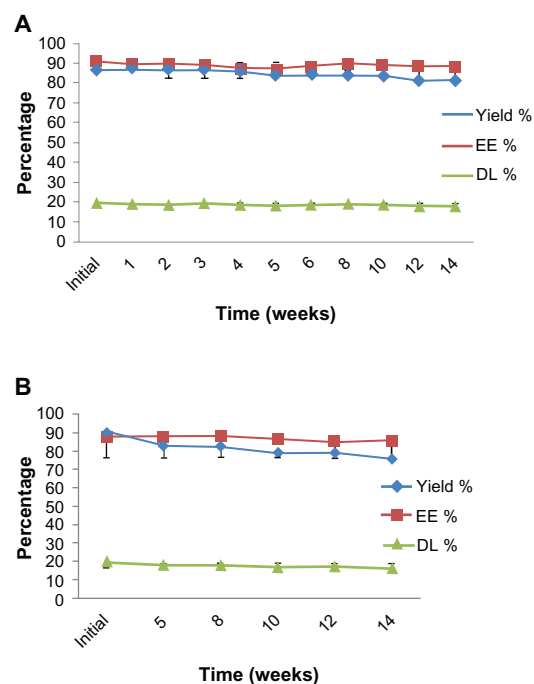 A
100
90
80
70
60
50
40
30
20
10
0
Percentage
Yield %
EE %
DL %
Initial 1 2 3 4 5 6 8 10 12 14
Time (weeks)
B
100
90
80
70
60
50
40
30
20
10
0
Percentage
Yield %
EE %
DL %
Initial 5 8 10 12 14
Time (weeks)